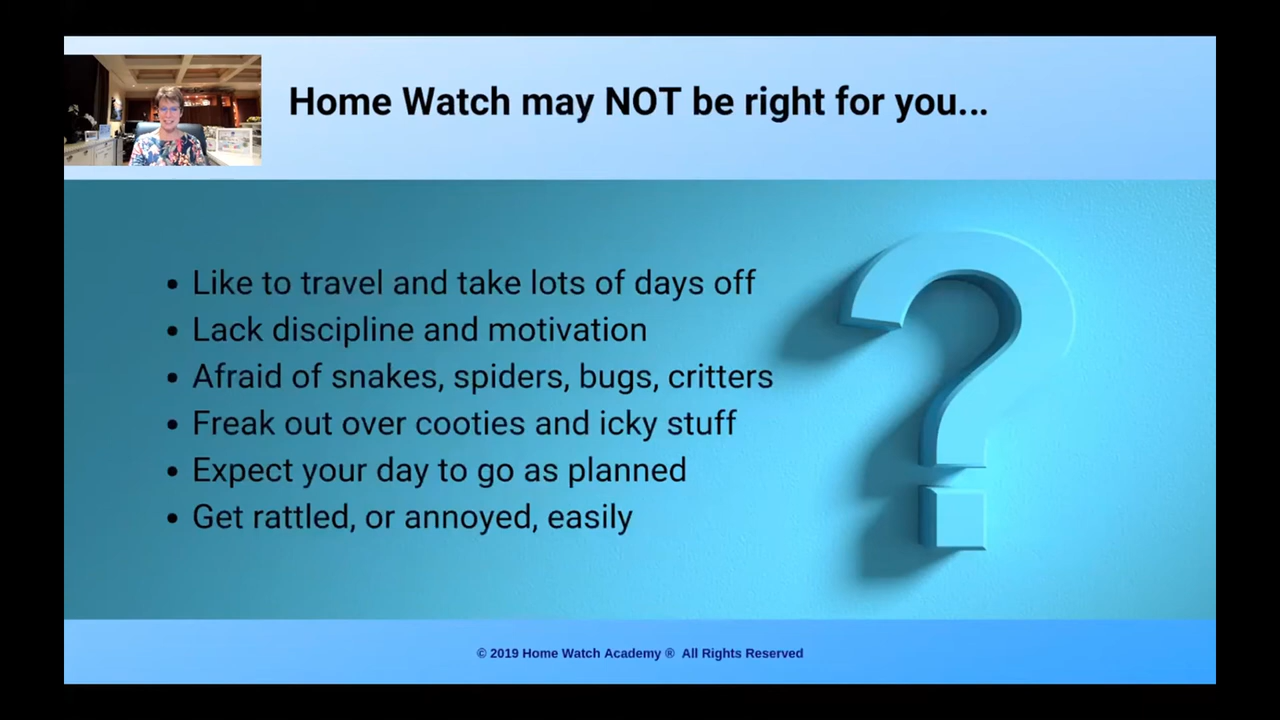 Home Watch may NOT be right for you...
• Like to travel and take lots of days off
• Lack discipline and motivation
• Afraid of snakes, spiders, bugs, critters
• Freak out over cooties and icky stuff
• Expect your day to go as planned
• Get rattled, or annoyed, easily
© 2019 Home Watch Academy ® All Rights Reserved